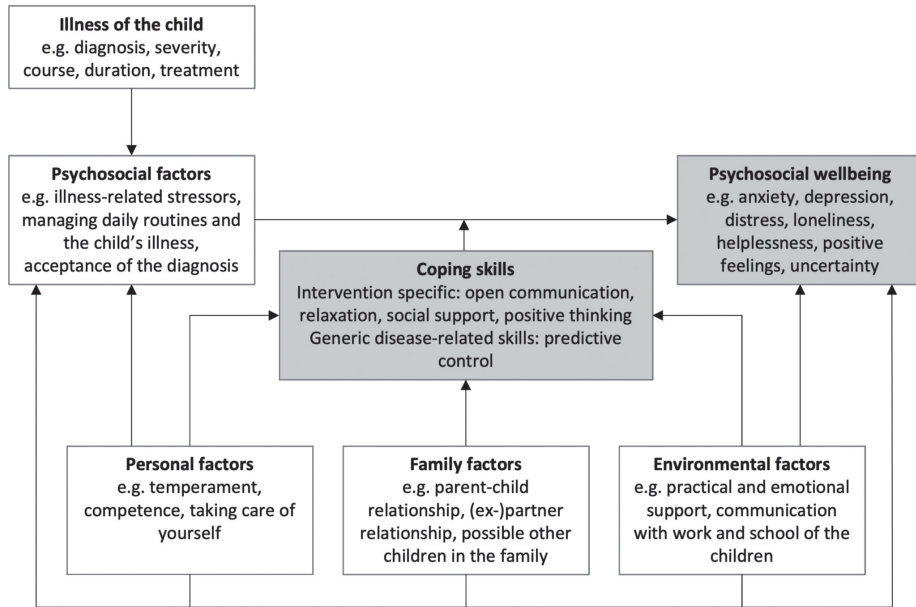 Illness of the child
e.g. diagnosis, severity,
course, duration, treatment
Psychosocial factors
e.g. illness-related stressors,
managing daily routines and
the child's illness,
acceptance of the diagnosis
Psychosocial wellbeing
e.g. anxiety, depression,
distress, loneliness,
helplessness, positive
feelings, uncertainty
Coping skills
Intervention specific: open communication,
relaxation, social support, positive thinking
Generic disease-related skills: predictive
control
Personal factors
e.g. temperament,
competence, taking care of
yourself
Family factors
e.g. parent-child
relationship, (ex-)partner
relationship, possible other
children in the family
Environmental factors
e.g. practical and emotional
support, communication
with work and school of the
children